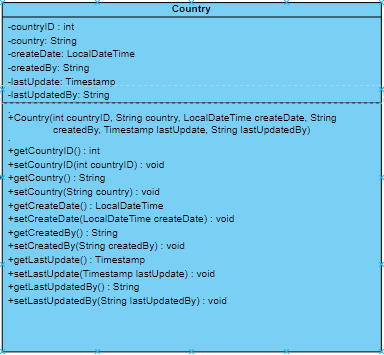 Country
-countryID : int
-country: String
-createDate: LocalDateTime
-createdBy: String
-lastUpdate: Timestamp
-lastUpdatedBy: String
+Country(int countryID, String country, LocalDateTime createDate, String
createdBy, Timestamp lastUpdate, String lastUpdatedBy)
+getCountryID() : int
+setCountryID(int countryID) : void
+getCountry() : String
+setCountry(String country) : void
+getCreateDate() : LocalDateTime
+setCreateDate(LocalDateTime createDate) : void
+getCreatedBy() : String
+setCreatedBy(String createdBy) : void
+getLastUpdate() : Timestamp
+setLastUpdate(Timestamp lastUpdate) : void
+getLastUpdatedBy() : String
+setLastUpdatedBy(String lastUpdatedBy) : void